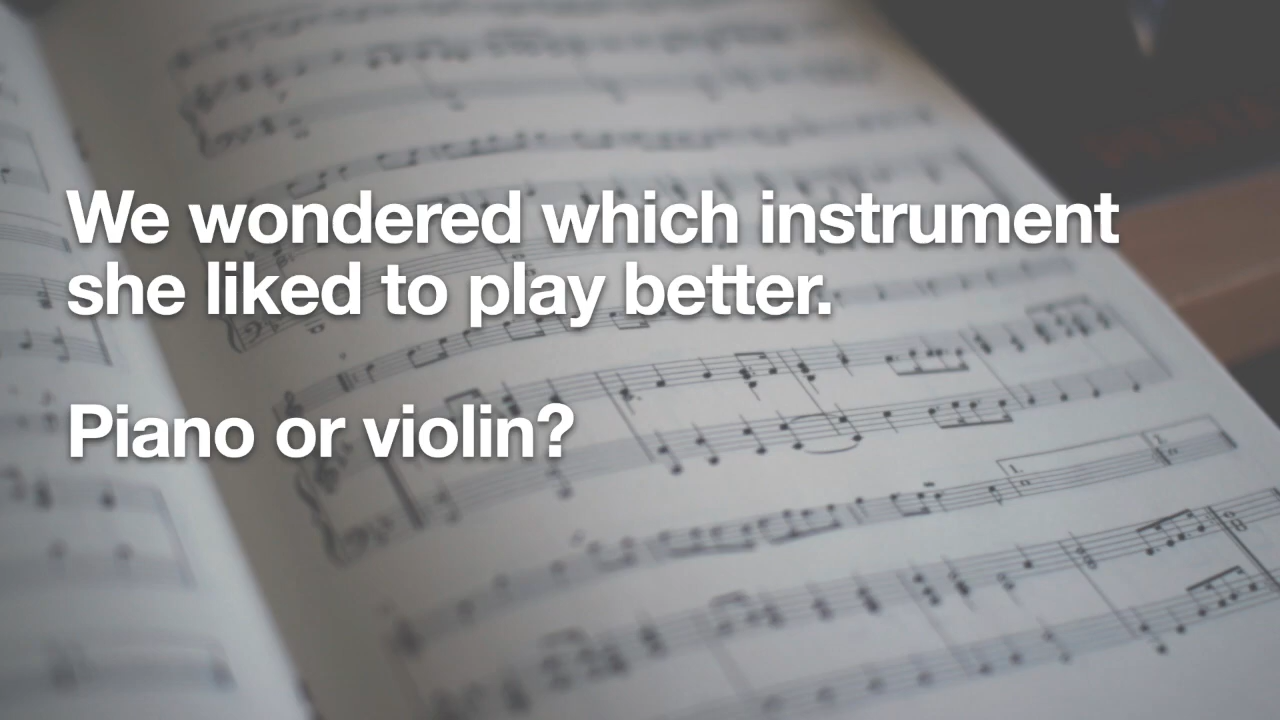 We wondered which instrument
she liked to play better.
Piano or violin?